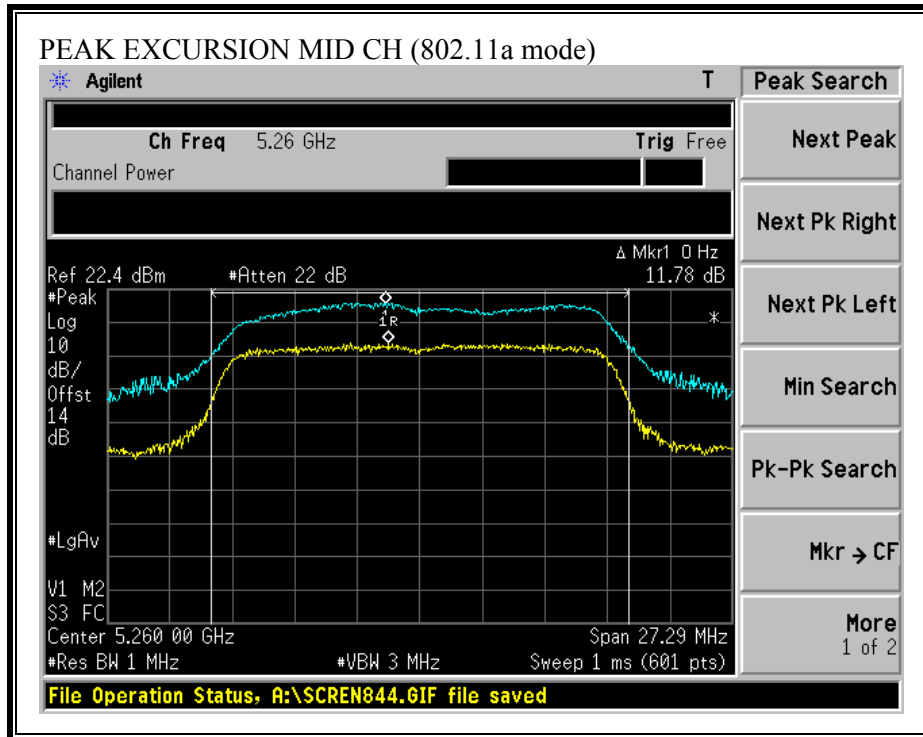 PEAK EXCURSION MID CH (802.11a mode)
Agilent T Peak Search
Ch Freq 5.26 GHz Trig Free
Channel Power
Δ Mkr1 0 Hz
Ref 22.4 dBm #Atten 22 dB 11.78 dB
#Peak
Log
10
dB/
Offst
14
dB
1R
*
#LgAv
V1 M2
S3 FC
Center 5.260 00 GHz Span 27.29 MHz
#Res BW 1 MHz #VBW 3 MHz Sweep 1 ms (601 pts)
File Operation Status, A:\SCREN844.GIF file saved
Next Peak
Next Pk Right
Next Pk Left
Min Search
Pk-Pk Search
Mkr → CF
More
1 of 2